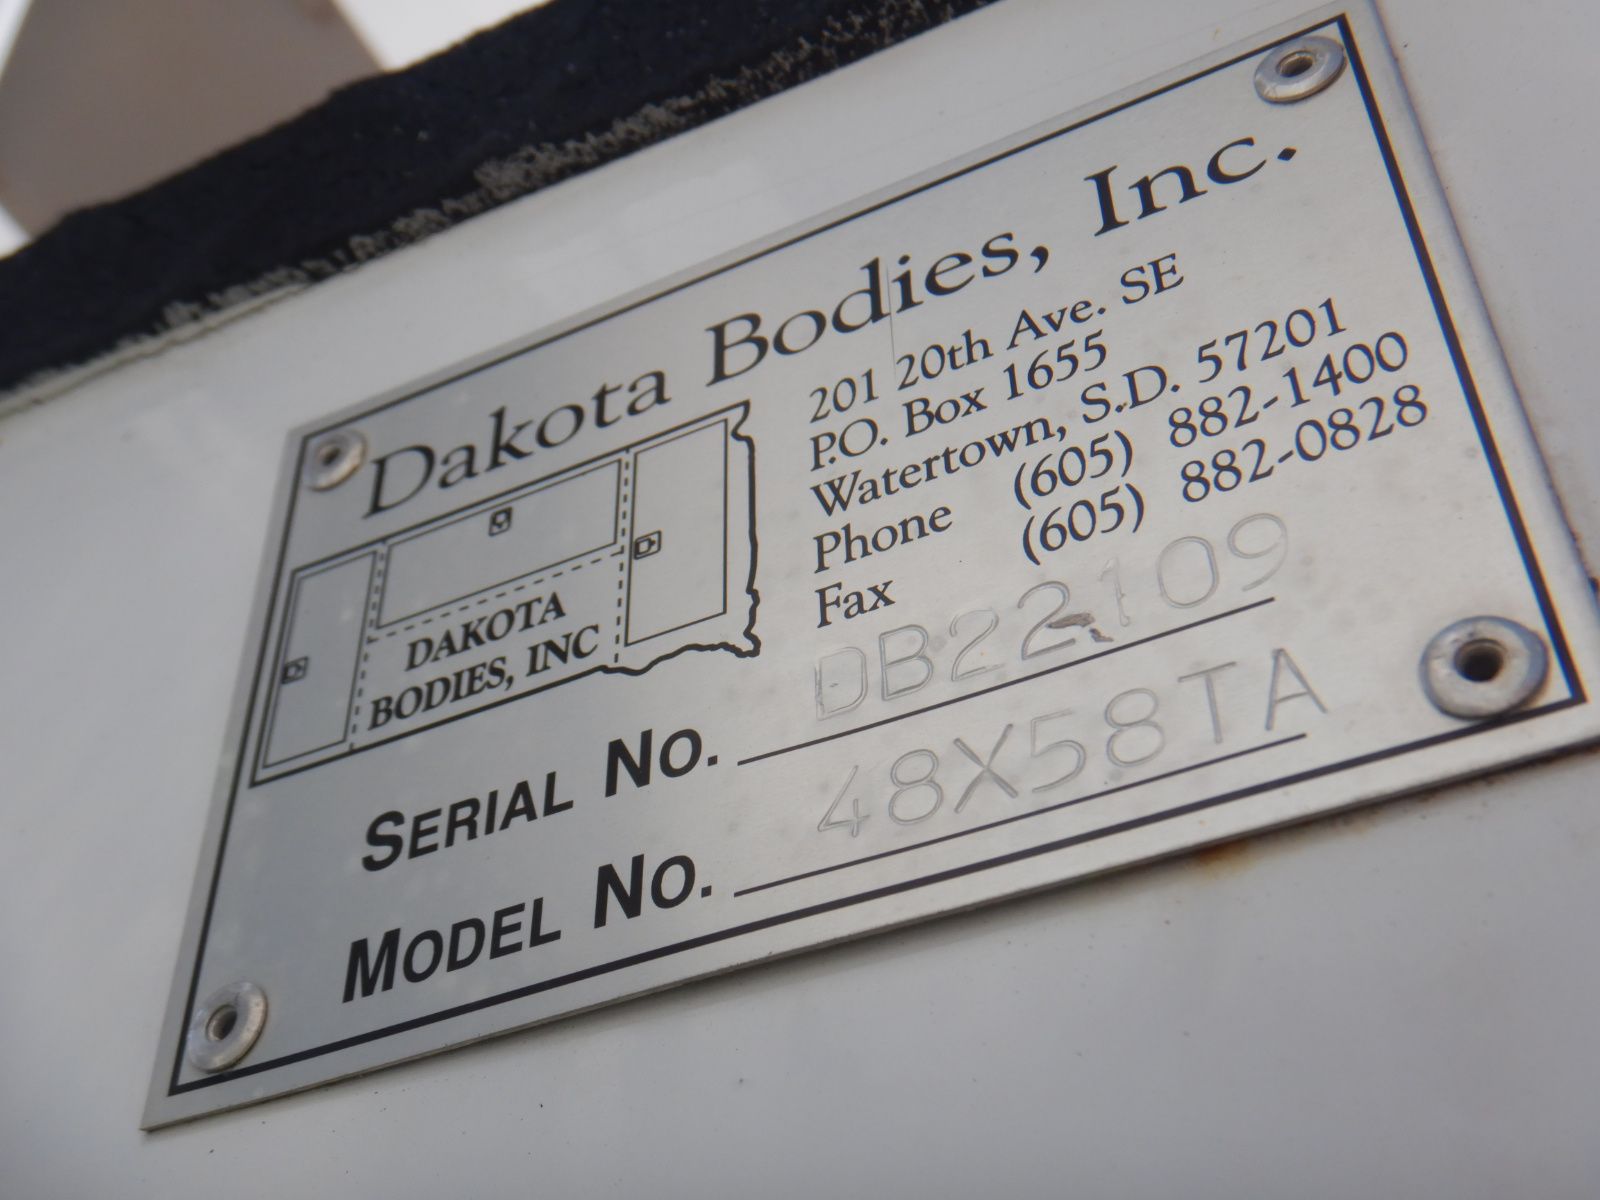 Dakota Bodies, Inc.
DAKOTA
BODIES, INC
201 20th Ave. SE
P.O. Box 1655
Watertown, S.D. 57201
Phone (605) 882-1400
Fax (605) 882-0828
SERIAL NO. DB22109
MODEL NO. 48X58TA